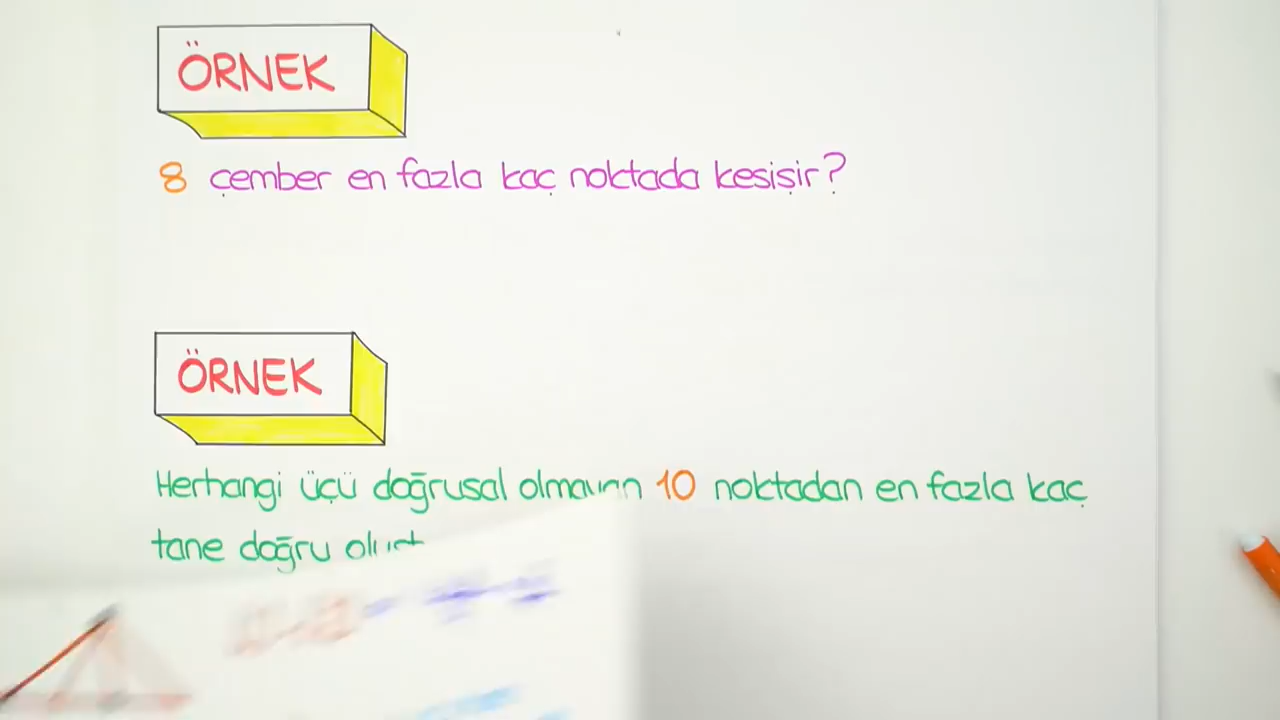 ÖRNEK
8 çember en fazla kaç noktada kesişir?
ÖRNEK
Herhangi üçü doğrusal olmayan 10 noktadan en fazla kaç
tane doğru